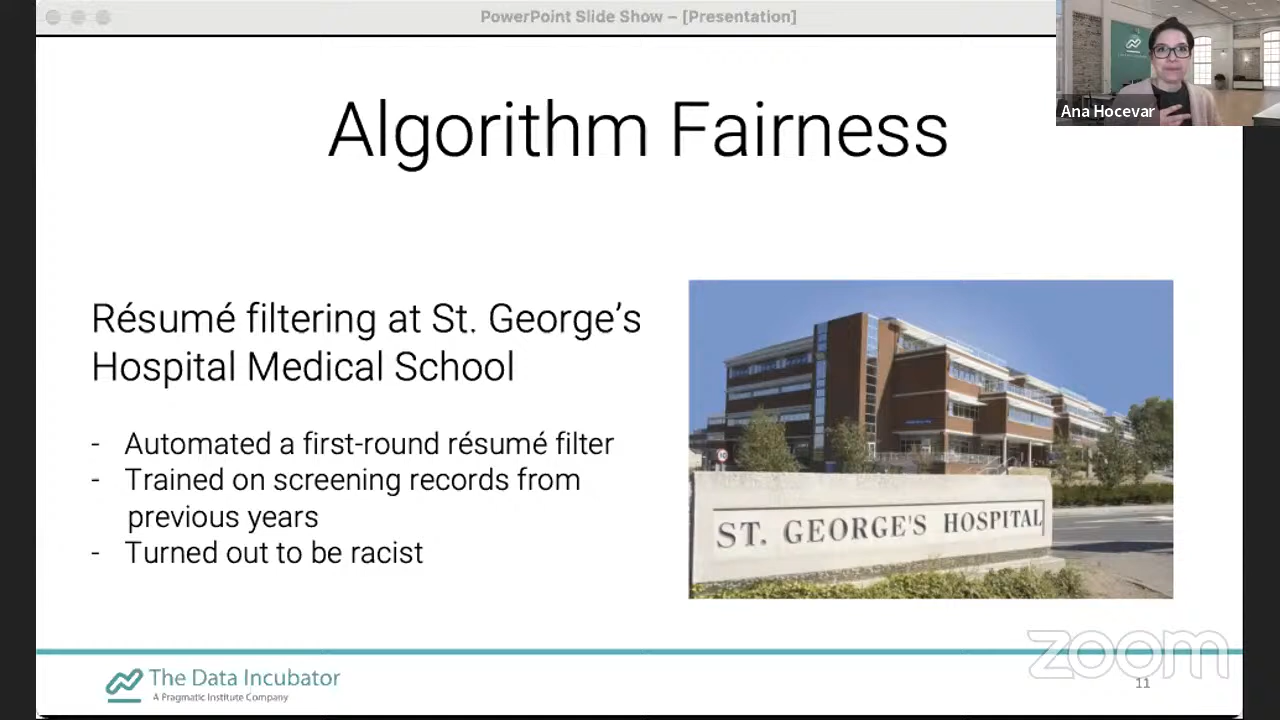 PowerPoint Slide Show – [Presentation]
Ana Hocevar
Algorithm Fairness
Résumé filtering at St. George’s
Hospital Medical School
- Automated a first-round résumé filter
- Trained on screening records from
previous years
- Turned out to be racist
ST. GEORGE'S HOSPITAL
The Data Incubator
A Pragmatic Institute Company
zoom
11